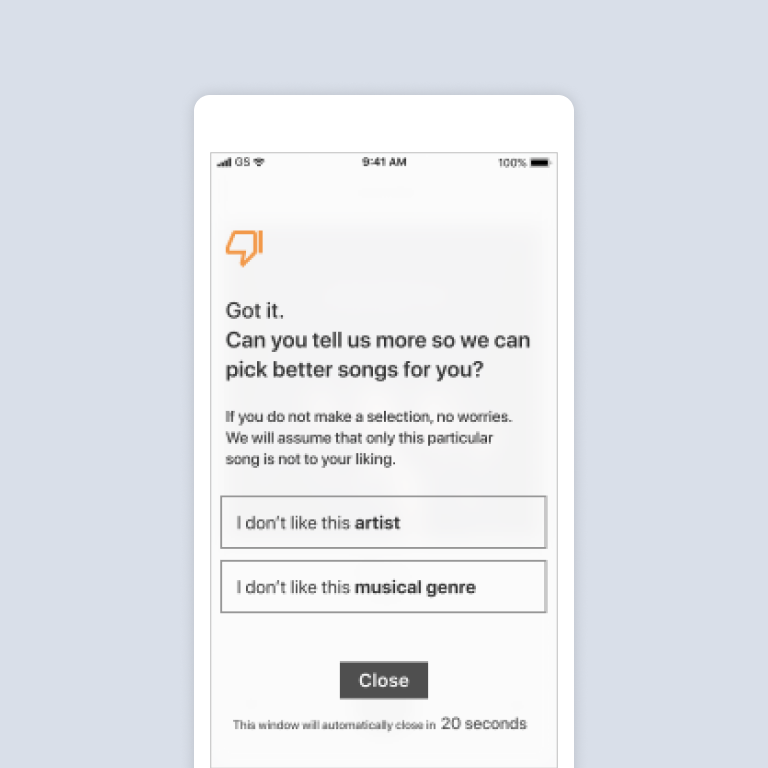 GS 9:41 AM 100%
Got it.
Can you tell us more so we can
pick better songs for you?
If you do not make a selection, no worries.
We will assume that only this particular
song is not to your liking.
I don't like this artist
I don't like this musical genre
Close
This window will automatically close in 20 seconds